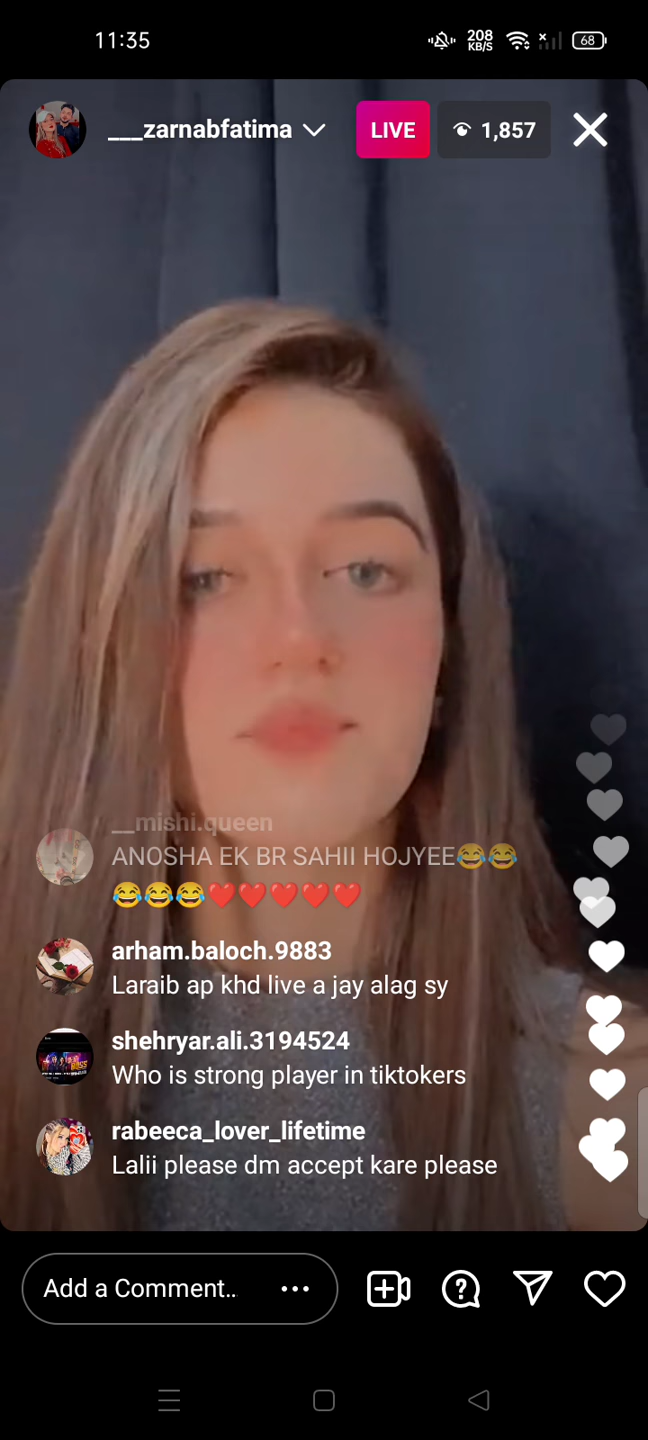 11:35
208
KB/S
68
___zarnabfatima
LIVE
1,857
__mishi.queen
ANOSHA EK BR SAHII HOJYEE😂😂
😂😂😂❤️❤️❤️❤️❤️
arham.baloch.9883
Laraib ap khd live a jay alag sy
shehryar.ali.3194524
Who is strong player in tiktokers
rabeeca_lover_lifetime
Lalii please dm accept kare please
Add a Comment..